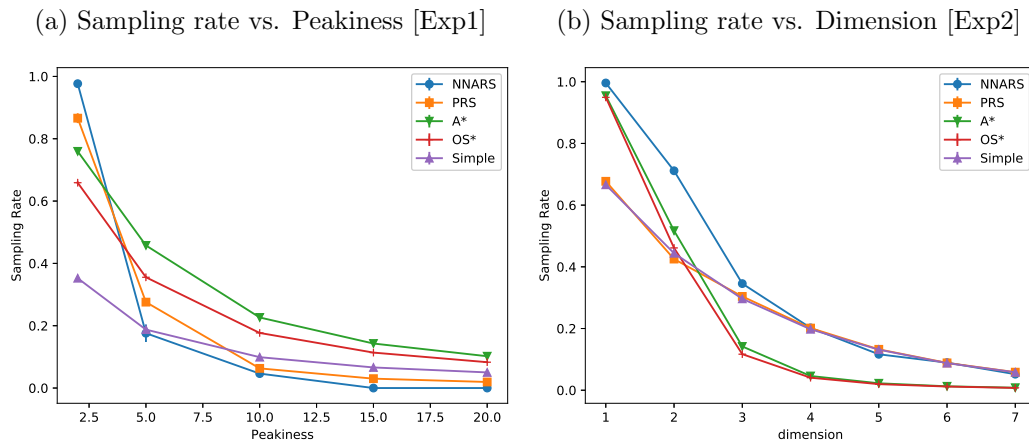 (a) Sampling rate vs. Peakiness [Exp1]
1.0
0.8
0.6
0.4
0.2
0.0
Sampling Rate
2.5 5.0 7.5 10.0 12.5 15.0 17.5 20.0
Peakiness
NNARS
PRS
A*
OS*
Simple
(b) Sampling rate vs. Dimension [Exp2]
1.0
0.8
0.6
0.4
0.2
0.0
Sampling Rate
1 2 3 4 5 6 7
dimension
NNARS
PRS
A*
OS*
Simple